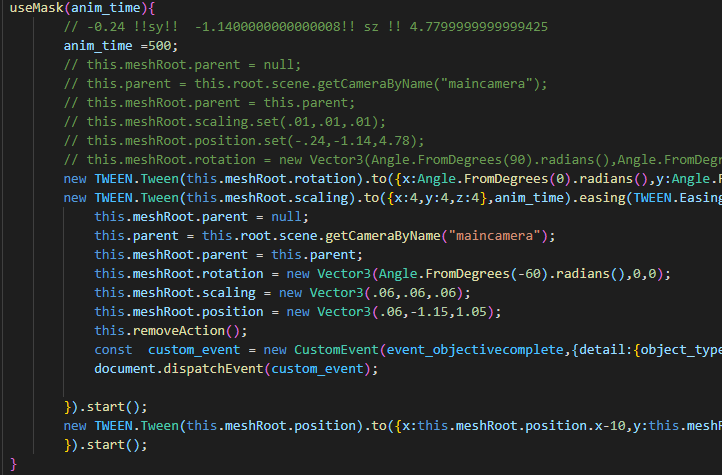 useMask(anim_time){
// -0.24 !!sy!!  -1.1400000000000008!! sz !! 4.7799999999999425
anim_time =500;
// this.meshRoot.parent = null;
// this.parent = this.root.scene.getCameraByName("maincamera");
// this.meshRoot.parent = this.parent;
// this.meshRoot.scaling.set(.01,.01,.01);
// this.meshRoot.position.set(-.24,-1.14,4.78);
// this.meshRoot.rotation = new Vector3(Angle.FromDegrees(90).radians(),Angle.FromDegr
new TWEEN.Tween(this.meshRoot.rotation).to({x:Angle.FromDegrees(0).radians(),y:Angle.F
new TWEEN.Tween(this.meshRoot.scaling).to({x:4,y:4,z:4},anim_time).easing(TWEEN.Easing
this.meshRoot.parent = null;
this.parent = this.root.scene.getCameraByName("maincamera");
this.meshRoot.parent = this.parent;
this.meshRoot.rotation = new Vector3(Angle.FromDegrees(-60).radians(),0,0);
this.meshRoot.scaling = new Vector3(.06,.06,.06);
this.meshRoot.position = new Vector3(.06,-1.15,1.05);
this.removeAction();
const  custom_event = new CustomEvent(event_objectivecomplete,{detail:{object_type
document.dispatchEvent(custom_event);
}).start();
new TWEEN.Tween(this.meshRoot.position).to({x:this.meshRoot.position.x-10,y:this.meshR
}).start();
}